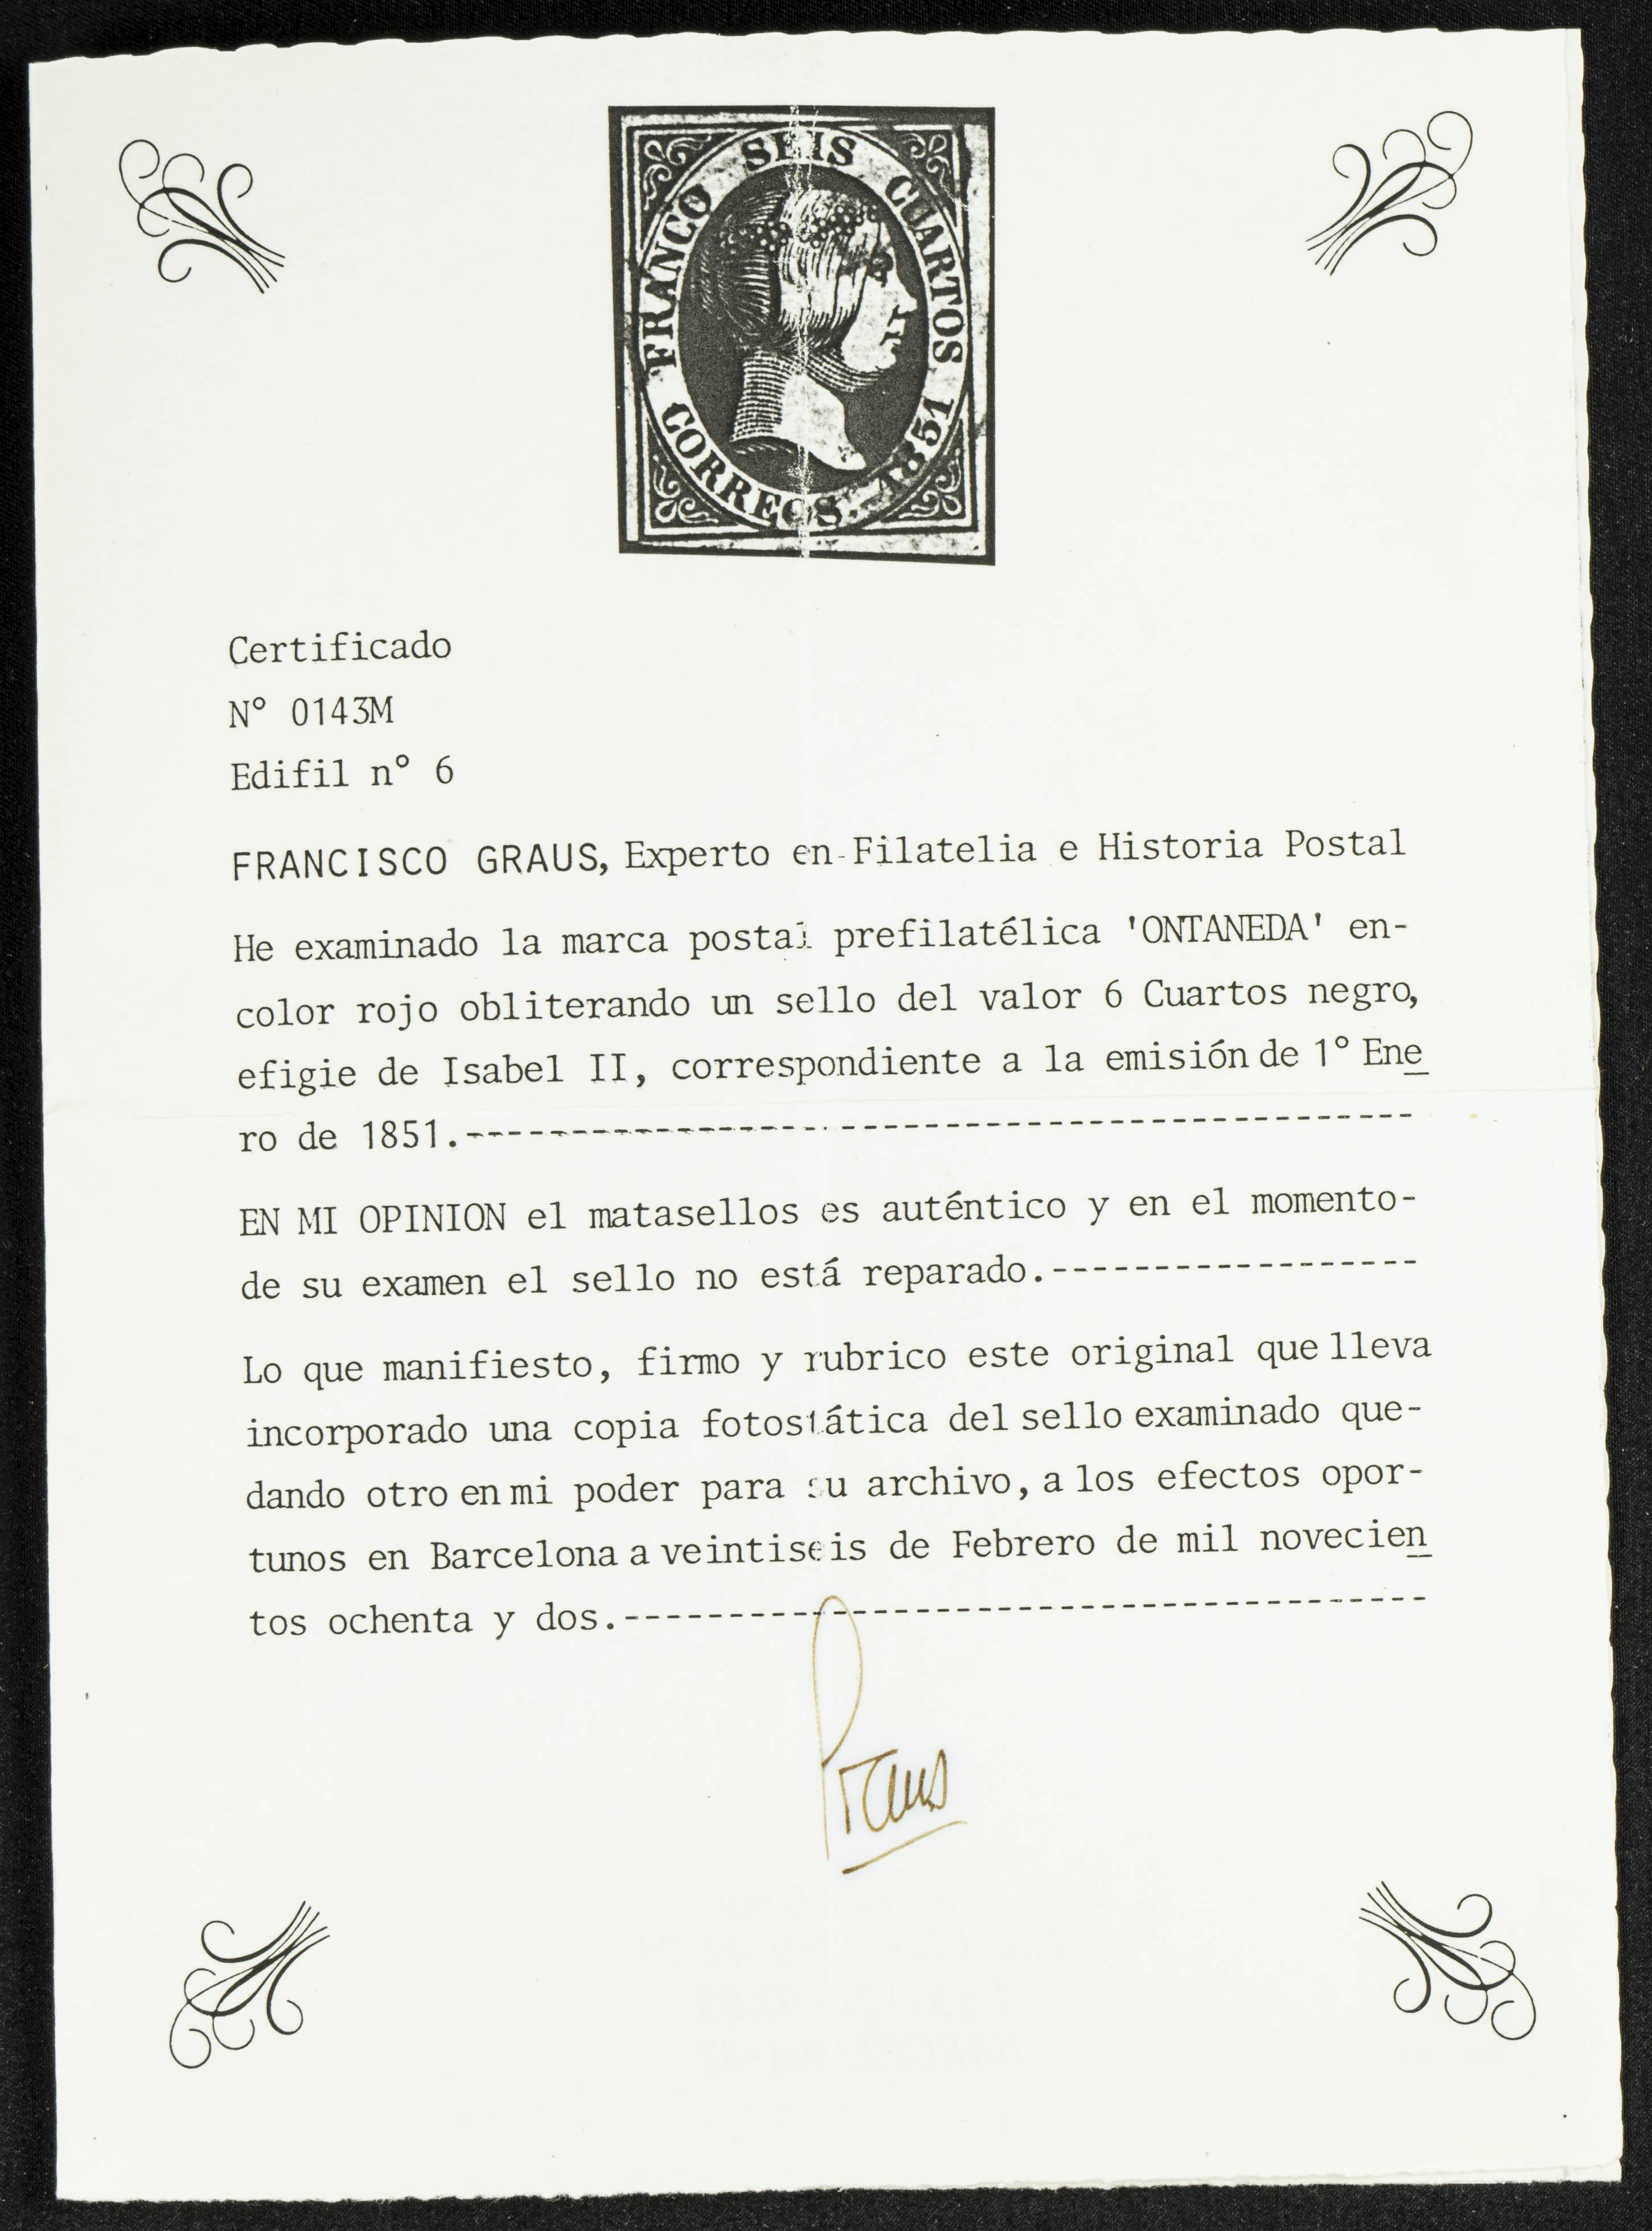 FRANCO SEIS CUARTOS
CORREOS. 1851
Certificado
N° 0143M
Edifil n° 6
FRANCISCO GRAUS, Experto en Filatelia e Historia Postal
He examinado la marca postal prefilatélica 'ONTANEDA' en-
color rojo obliterando un sello del valor 6 Cuartos negro,
efigie de Isabel II, correspondiente a la emisión de 1° Ene
ro de 1851.---------------------------------------------------
EN MI OPINION el matasellos es auténtico y en el momento-
de su examen el sello no está reparado.------------------
Lo que manifiesto, firmo y rubrico este original que lleva
incorporado una copia fotostática del sello examinado que-
dando otro en mi poder para su archivo, a los efectos opor-
tunos en Barcelona a veintiseis de Febrero de mil novecien
tos ochenta y dos.-----------------------------------------
Graus